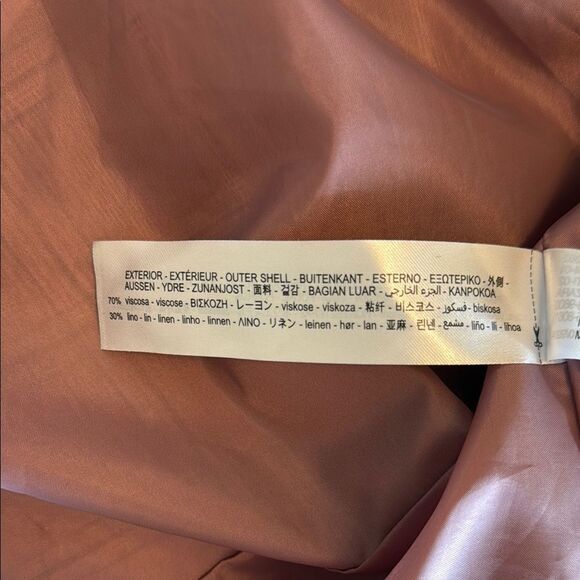 EXTERIOR - EXTÉRIEUR - OUTER SHELL - BUITENKANT - ESTERNO - ΕΞΩΤΕΡΙΚΟ - 外側 -
AUSSEN - YDRE - ZUNANJOST - 面料 - 겉감 - BAGIAN LUAR - الجزء الخارجي - KANPOKOA
70% viscosa - viscose - ΒΙΣΚΟΖΗ - レーヨン - viskose - viskoza - 粘纤 - 비스코스 - فسكوز - biskosa
30% lino - lin - linen - linho - linnen - ΛΙΝΟ - リネン - leinen - hør - lan - 亚麻 - 린넨 - مشمع - liño - lli - lihoa